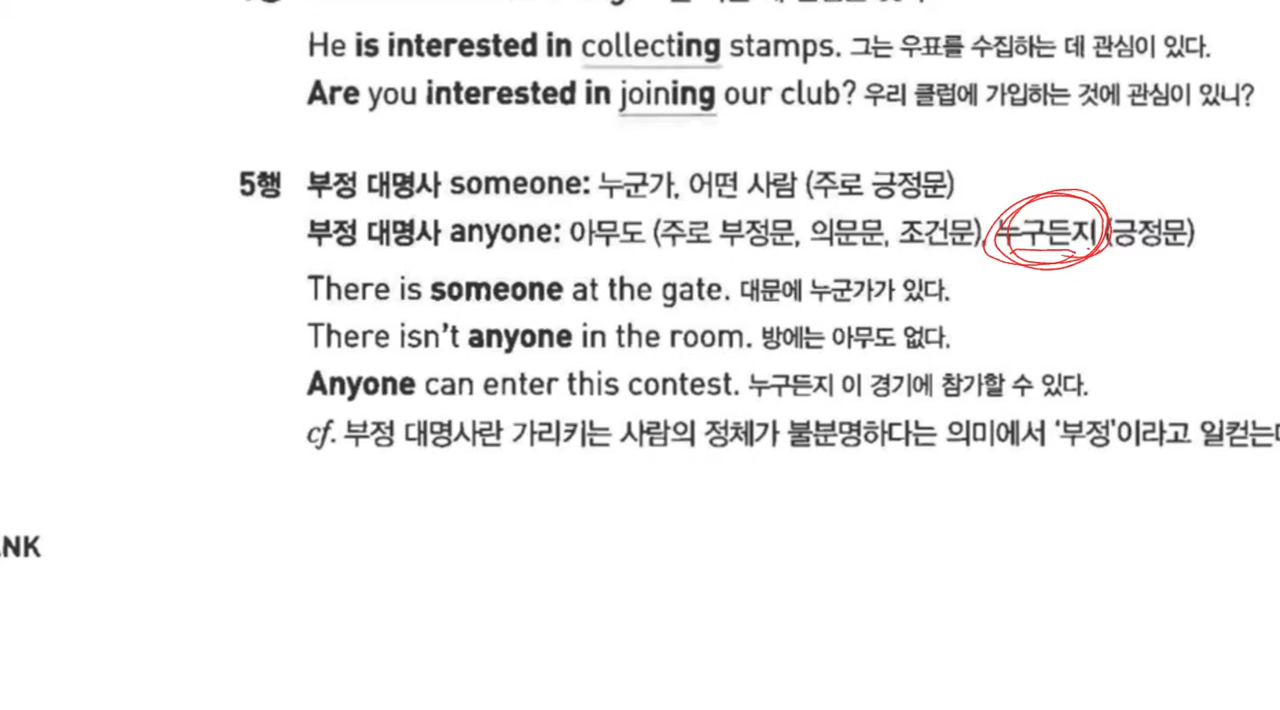 He is interested in collecting stamps. 그는 우표를 수집하는 데 관심이 있다.
Are you interested in joining our club? 우리 클럽에 가입하는 것에 관심이 있니?
5행 부정 대명사 someone: 누군가, 어떤 사람 (주로 긍정문)
부정 대명사 anyone: 아무도 (주로 부정문, 의문문, 조건문), 누구든지 (긍정문)
There is someone at the gate. 대문에 누군가가 있다.
There isn't anyone in the room. 방에는 아무도 없다.
Anyone can enter this contest. 누구든지 이 경기에 참가할 수 있다.
cf. 부정 대명사란 가리키는 사람의 정체가 불분명하다는 의미에서 '부정'이라고 일컫는
NK